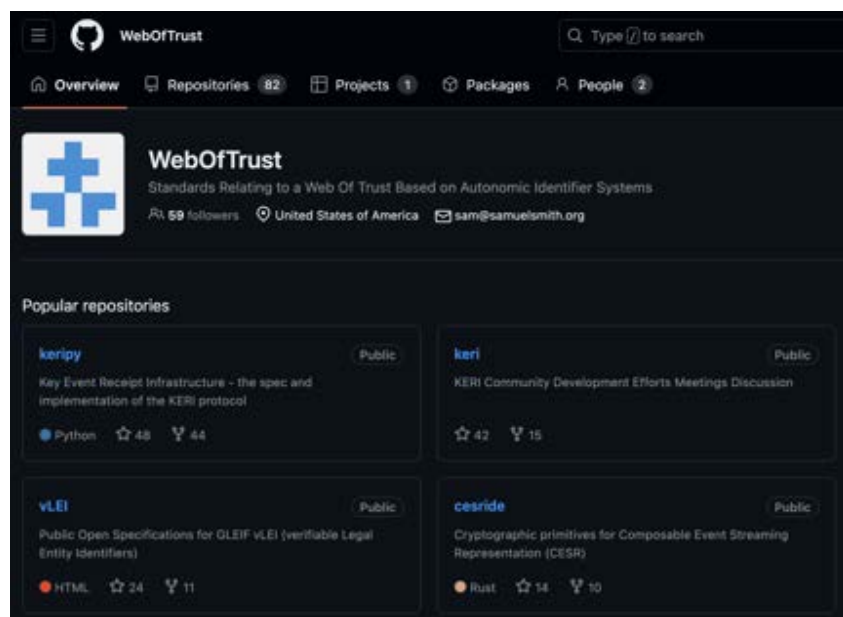 WebOfTrust
Type / to search
Overview Repositories 82 Projects 1 Packages People 2
WebOfTrust
Standards Relating to a Web Of Trust Based on Autonomic Identifier Systems
59 followers United States of America sam@samuelsmith.org
Popular repositories
keripy Public
Key Event Receipt Infrastructure - the spec and
implementation of the KERI protocol
Python 48 44
keri Public
KERI Community Development Efforts Meetings Discussion
42 15
vLEI Public
Public Open Specifications for GLEIF vLEI (verifiable Legal
Entity Identifiers)
HTML 24 11
cesride Public
Cryptographic primitives for Composable Event Streaming
Representation (CESR)
Rust 14 10